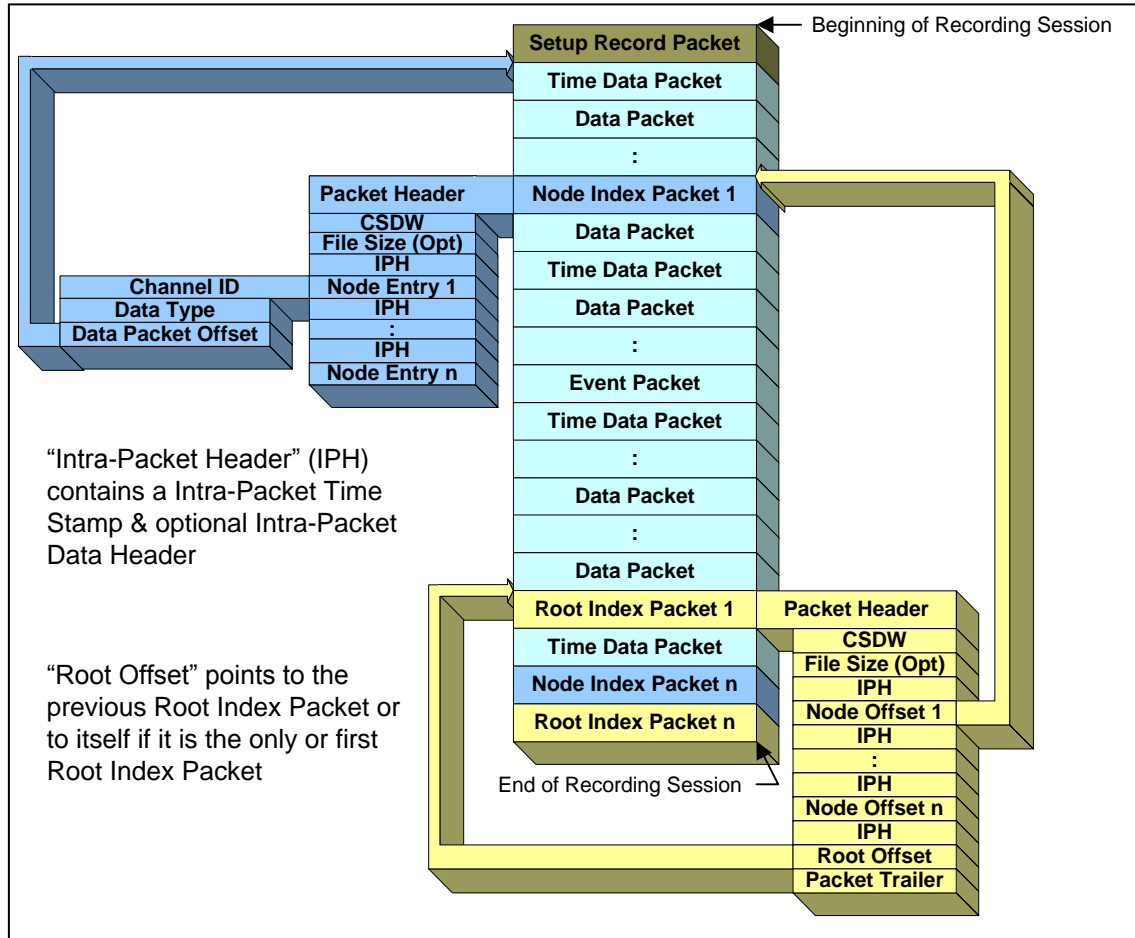 Beginning of Recording Session
Setup Record Packet
Time Data Packet
Data Packet
:
Packet Header
Node Index Packet 1
CSDW
File Size (Opt)
IPH
Node Entry 1
IPH
:
IPH
Node Entry n
Channel ID
Data Type
Data Packet Offset
Data Packet
Time Data Packet
Data Packet
:
Event Packet
Time Data Packet
:
Data Packet
:
Data Packet
“Intra-Packet Header” (IPH)
contains a Intra-Packet Time
Stamp & optional Intra-Packet
Data Header
Root Index Packet 1
Packet Header
Time Data Packet
Node Index Packet n
Root Index Packet n
CSDW
File Size (Opt)
IPH
Node Offset 1
IPH
:
IPH
Node Offset n
IPH
Root Offset
Packet Trailer
“Root Offset” points to the
previous Root Index Packet or
to itself if it is the only or first
Root Index Packet
End of Recording Session